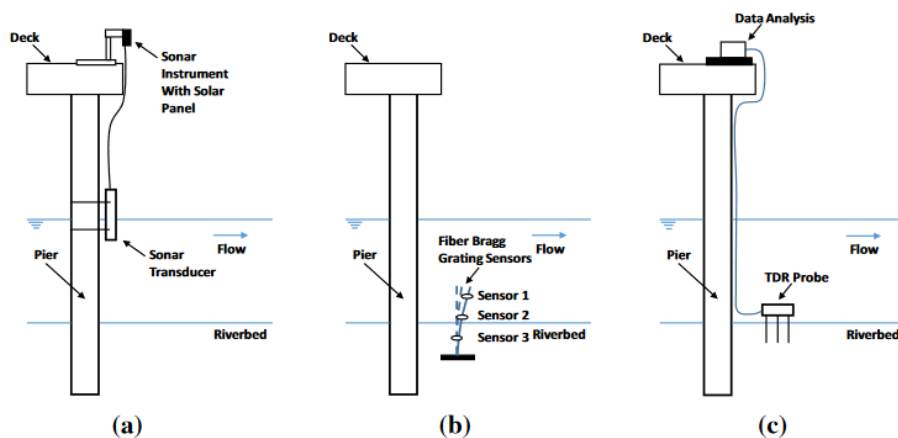 Deck
Sonar
Instrument
With Solar
Panel
Flow
Pier
Sonar
Transducer
Riverbed
(a)
Deck
Flow
Fiber Bragg
Grating Sensors
Pier
Sensor 1
Sensor 2
Riverbed
Sensor 3
(b)
Data Analysis
Deck
Flow
Pier
TDR Probe
Riverbed
(c)